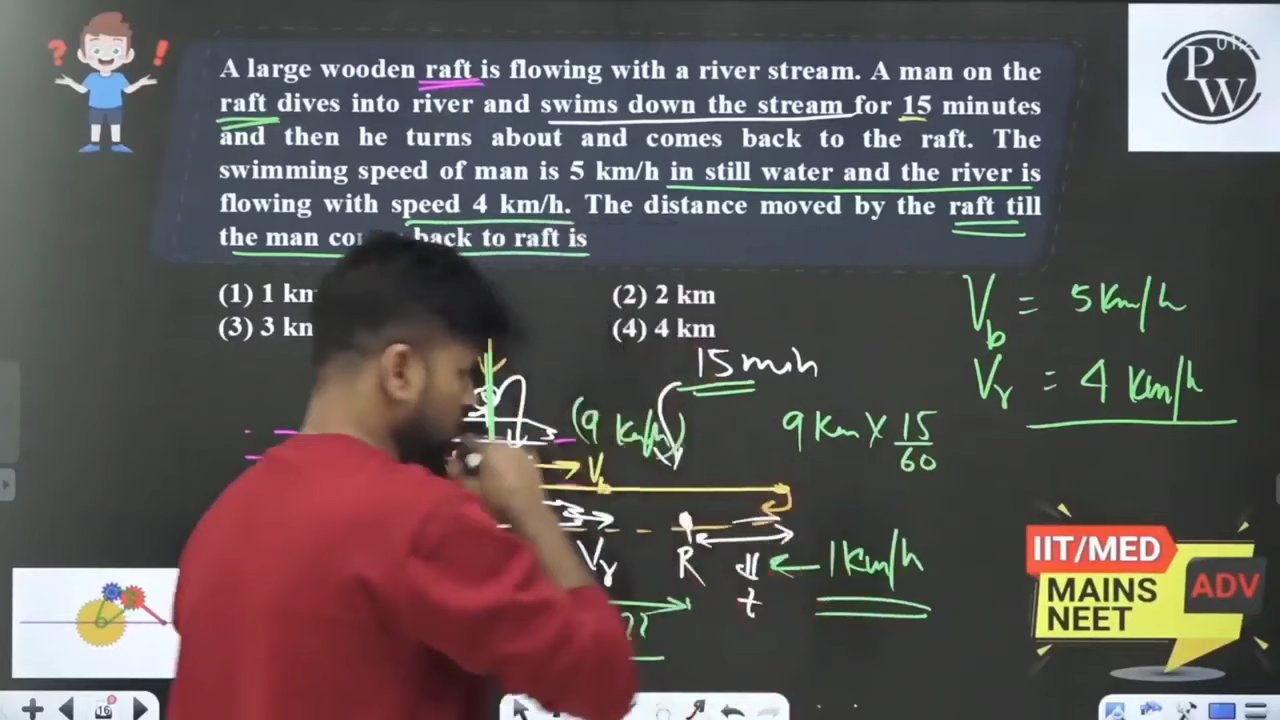 A large wooden raft is flowing with a river stream. A man on the
raft dives into river and swims down the stream for 15 minutes
and then he turns about and comes back to the raft. The
swimming speed of man is 5 km/h in still water and the river is
flowing with speed 4 km/h. The distance moved by the raft till
the man back to raft is
(1) 1 km
(2) 2 km
(3) 3 km
(4) 4 km
P
W
V_b = 5 km/h
V_r = 4 km/h
15 min
(9 km/h)
9 km × 15/60
V_b
V_r
R
t
1 km/h
??
IIT/MED
MAINS
NEET
ADV
16